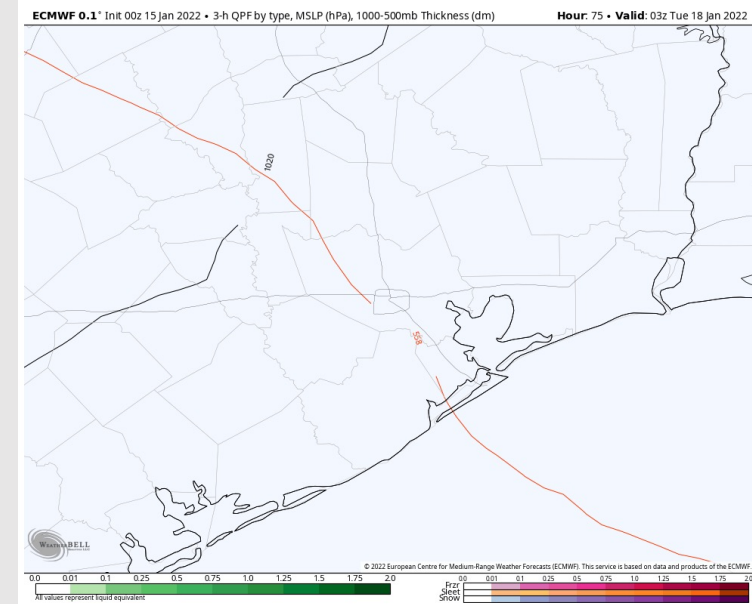 ECMWF 0.1° Init 00z 15 Jan 2022 • 3-h QPF by type, MSLP (hPa), 1000-500mb Thickness (dm) Hour: 75 • Valid: 03z Tue 18 Jan 2022
1020
558
WeatherBELL
© 2022 European Centre for Medium-Range Weather Forecasts (ECMWF). This service is based on data and products of the ECMWF
0.0 0.01 0.1 0.25 0.5 0.75 1.0 1.25 1.5 1.75 2.0
All values represent liquid equivalent
0.0 0.01 0.1 0.25 0.5 0.75 1.0 1.25 1.5 1.75 2.0
Frzr
Sleet
Snow